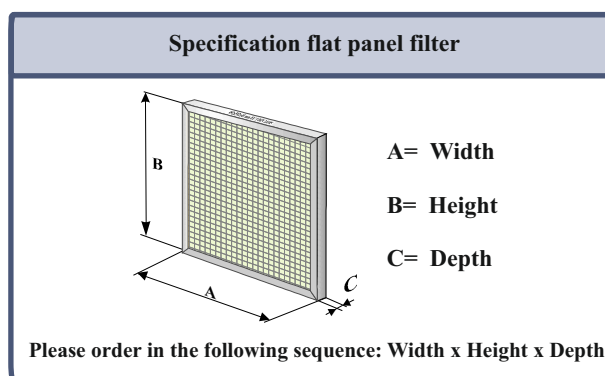 Specification flat panel filter
B
A= Width
B= Height
C= Depth
C
A
Please order in the following sequence: Width x Height x Depth